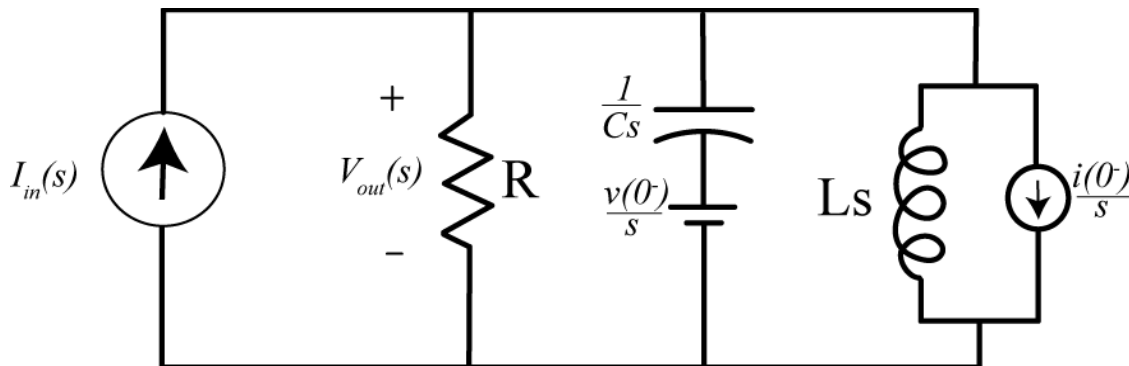 I_in(s)
+
V_out(s)
−
R
1
Cs
v(0⁻)
s
Ls
i(0⁻)
s